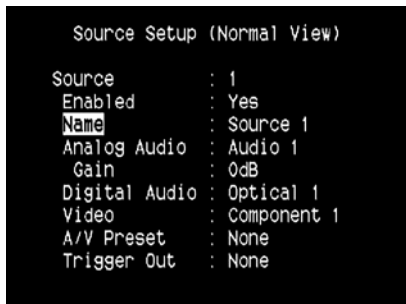 Source Setup (Normal View)
Source : 1
Enabled : Yes
Name : Source 1
Analog Audio : Audio 1
Gain : 0dB
Digital Audio : Optical 1
Video : Component 1
A/V Preset : None
Trigger Out : None